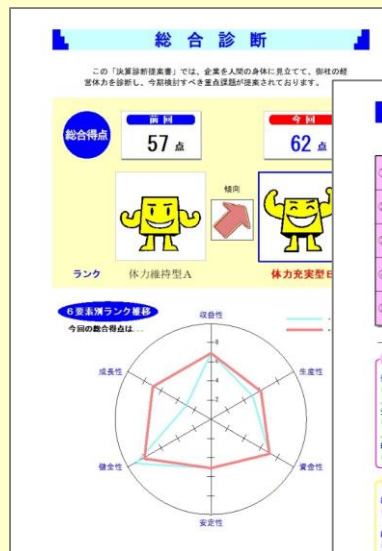 総合診断
この「決算診断提案書」では、企業を人間の身体に見立てて、御社の経
営体力を診断し、今期検討すべき重点課題が提案されております。
総合得点
前回
57 点
今回
62 点
傾向
ランク
体力維持型A
体力充実型B
6要素別ランク推移
今回の総合得点は...
収益性
成長性
生産性
健全性
資金性
安定性
8
6
4
2